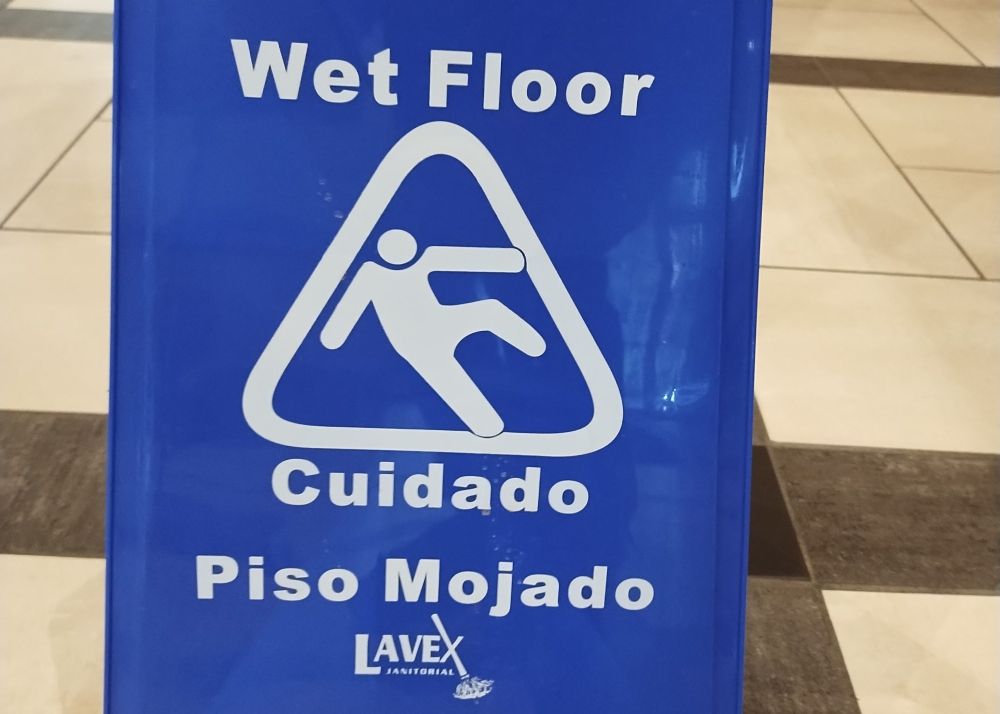 Wet Floor
Cuidado
Piso Mojado
LAVEX
JANITORIAL